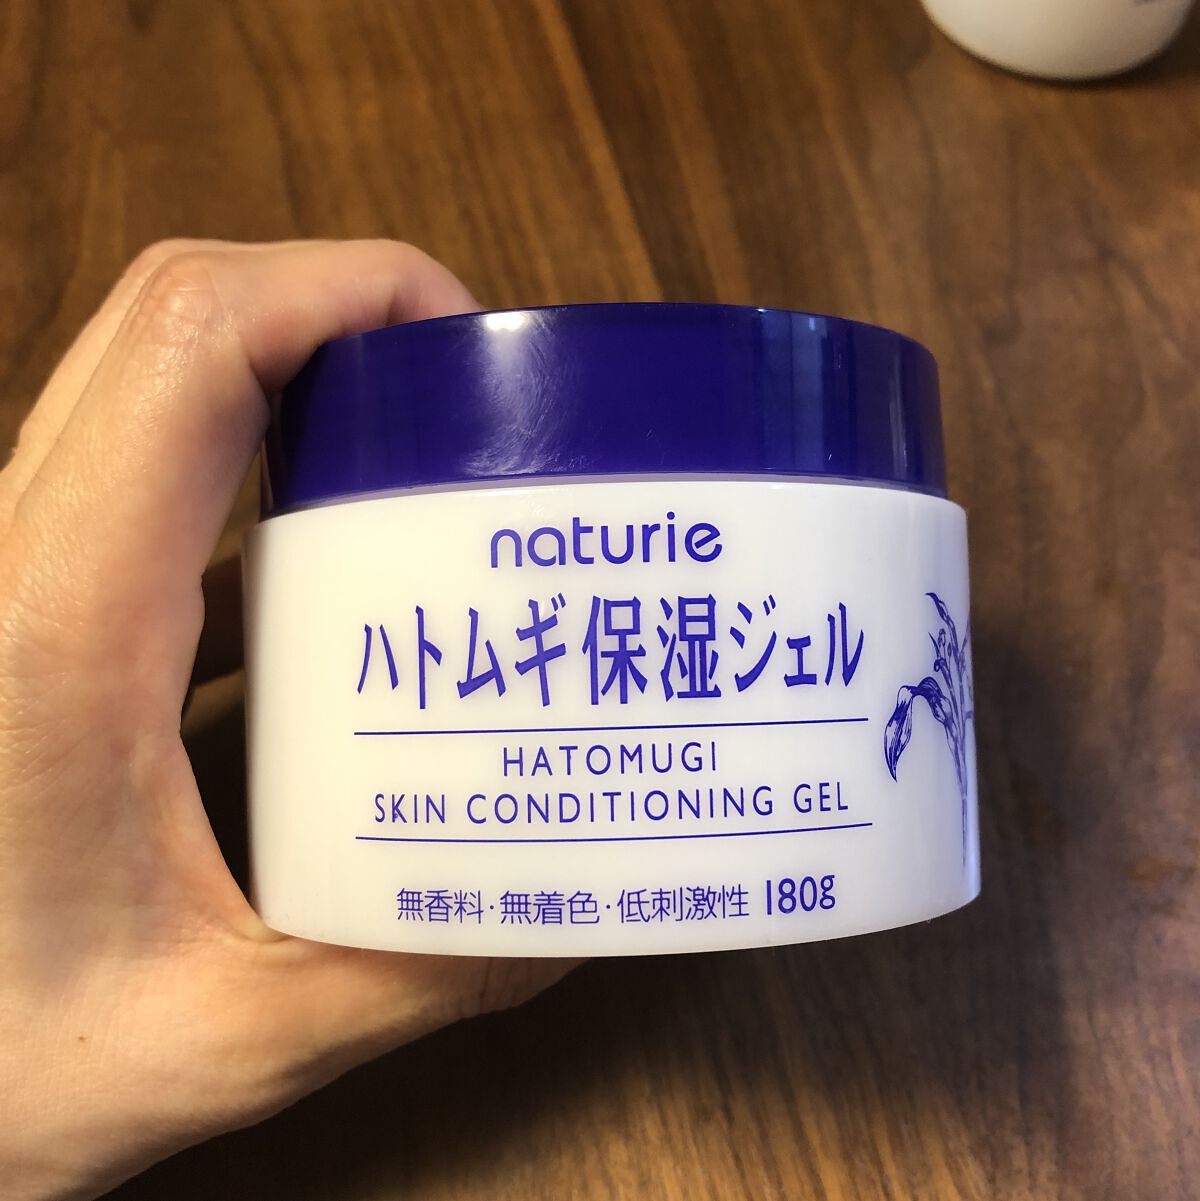 naturie
ハトムギ保湿ジェル
HATOMUGI
SKIN CONDITIONING GEL
無香料・無着色・低刺激性 180g